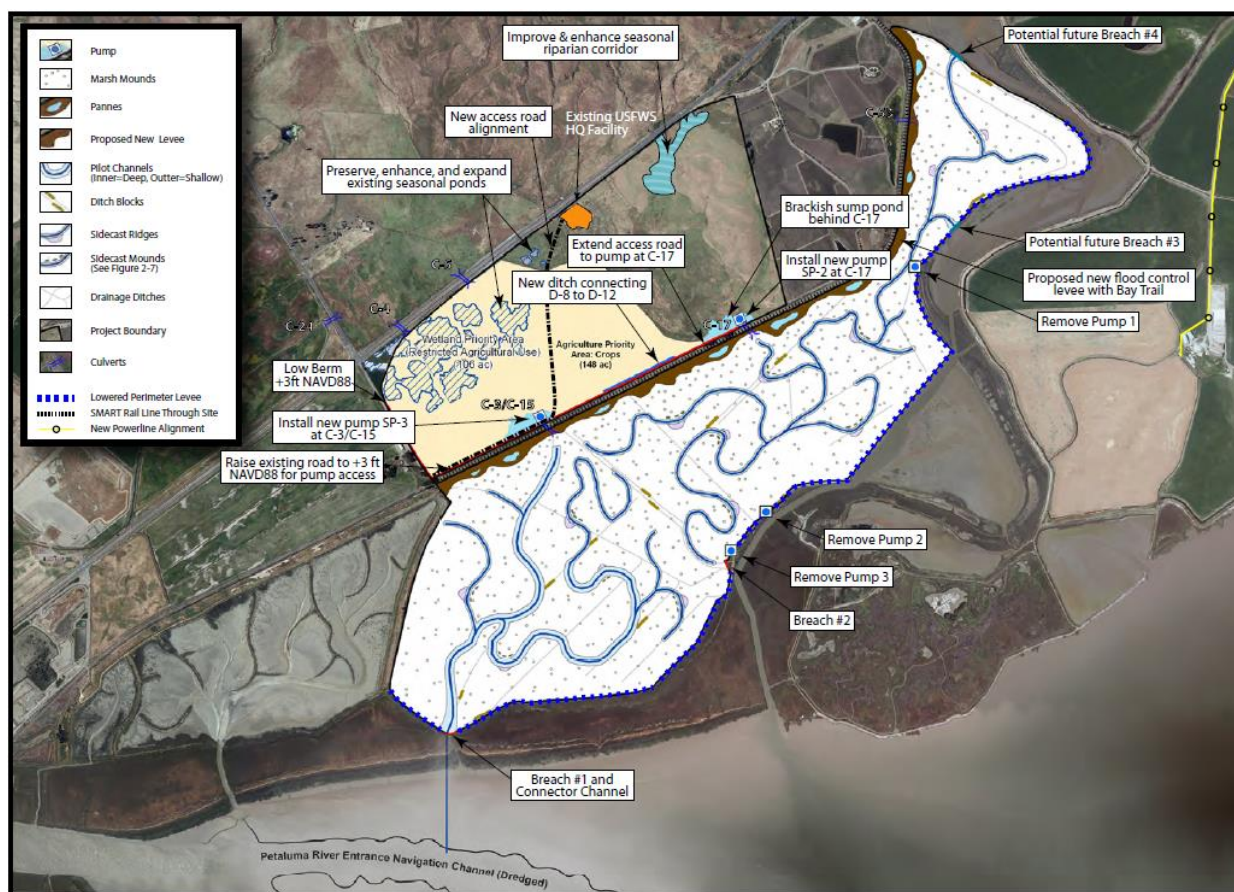 Pump
Marsh Mounds
Pannes
Proposed New Levee
Pilot Channels
(Inner=Deep, Outter=Shallow)
Ditch Blocks
Sidecast Ridges
Sidecast Mounds
(See Figure 2-7)
Drainage Ditches
Project Boundary
Culverts
Lowered Perimeter Levee
SMART Rail Line Through Site
New Powerline Alignment
Improve & enhance seasonal
riparian corridor
Potential future Breach #4
New access road
alignment
Existing USFWS
HQ Facility
Preserve, enhance, and expand
existing seasonal ponds
Brackish sump pond
behind C-17
Extend access road
to pump at C-17
Install new pump
SP-2 at C-17
Potential future Breach #3
Proposed new flood control
levee with Bay Trail
New ditch connecting
D-8 to D-12
Remove Pump 1
C-5
C-4
C-21
C-17
Wetland Priority Area
(Restricted Agricultural Use)
(106 ac)
Agriculture Priority
Area: Crops
(148 ac)
Low Berm
+3ft NAVD88
C-3/C-15
Install new pump SP-3
at C-3/C-15
Raise existing road to +3 ft
NAVD88 for pump access
Remove Pump 2
Remove Pump 3
Breach #2
Breach #1 and
Connector Channel
Petaluma River Entrance Navigation Channel (Dredged)